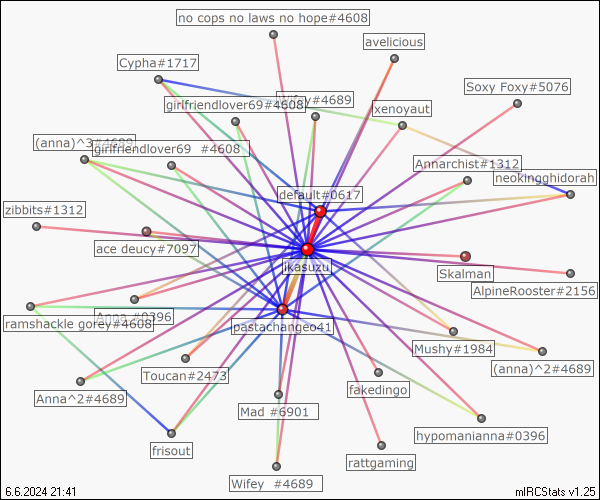 no cops no laws no hope#4608
avelicious
Cypha#1717
Soxy Foxy#5076
girlfriendlover69#4608
y#4689
xenoyaut
(anna)^3#4689
girlfriendlover69 #4608
Annarchist#1312
neokingghidorah
default#0617
zibbits#1312
ace deucy#7097
ikasuzu
Skalman
AlpineRooster#2156
Anna #0396
ramshackle gorey#4608
pastachangeo41
Mushy#1984
(anna)^2#4689
Toucan#2473
fakedingo
Anna^2#4689
Mad #6901
hypomanianna#0396
frisout
rattgaming
Wifey #4689
6.6.2024 21:41
mIRCStats v1.25